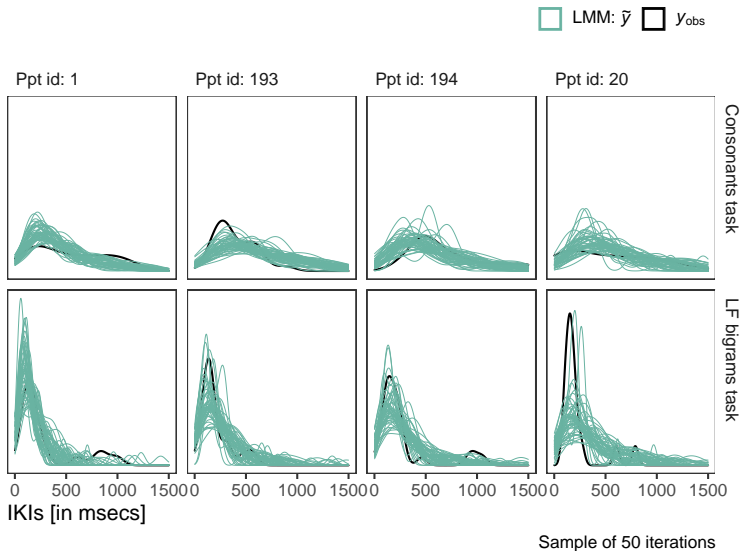 LMM: ỹ  y_obs
Ppt id: 1  Ppt id: 193  Ppt id: 194  Ppt id: 20
Consonants task
LF bigrams task
0 500 1000 1500 0 500 1000 1500 0 500 1000 1500 0 500 1000 1500
IKIs [in msecs]
Sample of 50 iterations